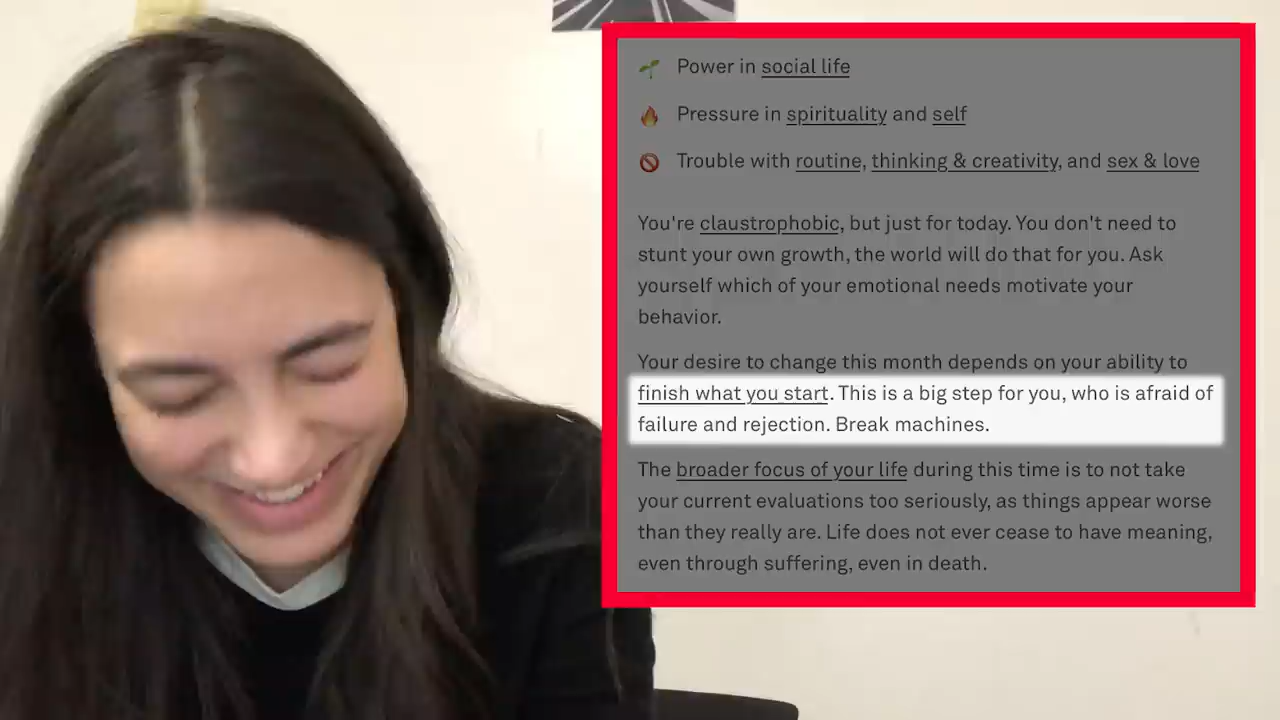 Power in social life
Pressure in spirituality and self
Trouble with routine, thinking & creativity, and sex & love
You're claustrophobic, but just for today. You don't need to
stunt your own growth, the world will do that for you. Ask
yourself which of your emotional needs motivate your
behavior.
Your desire to change this month depends on your ability to
finish what you start. This is a big step for you, who is afraid of
failure and rejection. Break machines.
The broader focus of your life during this time is to not take
your current evaluations too seriously, as things appear worse
than they really are. Life does not ever cease to have meaning,
even through suffering, even in death.